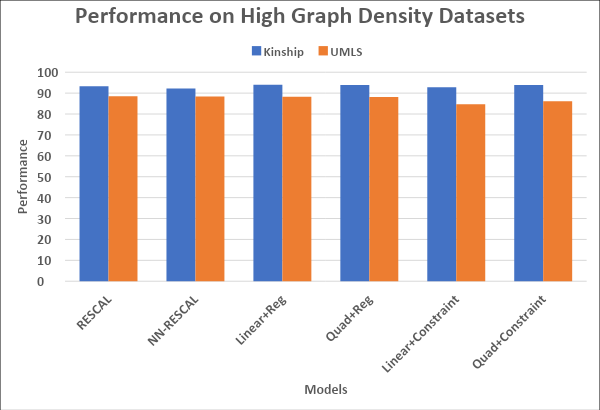 Performance on High Graph Density Datasets
Kinship UMLS
100
90
80
70
60
50
40
30
20
10
0
Performance
RESCAL
NN-RESCAL
Linear+Reg
Quad+Reg
Linear+Constraint
Quad+Constraint
Models